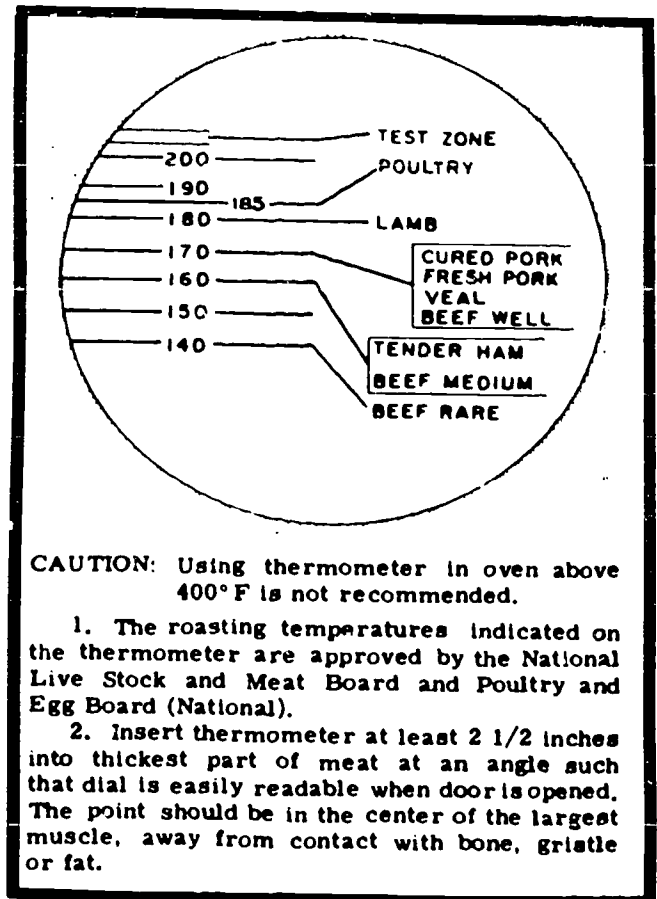 TEST ZONE
200
POULTRY
190
185
180
LAMB
170
CURED PORK
FRESH PORK
160
VEAL
BEEF WELL
150
TENDER HAM
140
BEEF MEDIUM
BEEF RARE
CAUTION: Using thermometer in oven above
400° F is not recommended.
1. The roasting temperatures indicated on
the thermometer are approved by the National
Live Stock and Meat Board and Poultry and
Egg Board (National).
2. Insert thermometer at least 2 1/2 inches
into thickest part of meat at an angle such
that dial is easily readable when door is opened.
The point should be in the center of the largest
muscle, away from contact with bone, gristle
or fat.